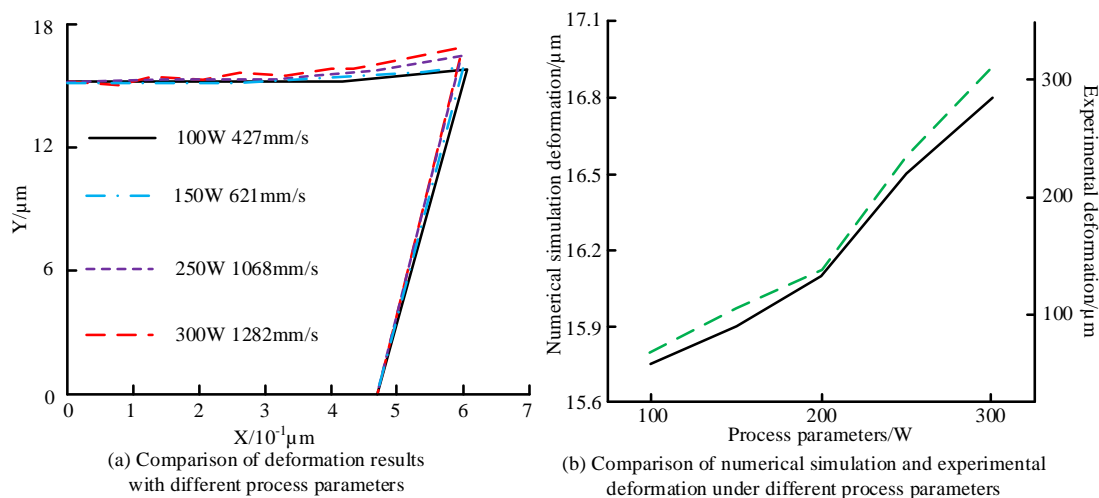 18
12
6
0
Y/μm
100W 427mm/s
150W 621mm/s
250W 1068mm/s
300W 1282mm/s
0 1 2 3 4 5 6 7
X/10⁻¹μm
(a) Comparison of deformation results
with different process parameters
17.1
16.8
16.5
16.2
15.9
15.6
Numerical simulation deformation/μm
300
200
100
Experimental
deformation/μm
100 200 300
Process parameters/W
(b) Comparison of numerical simulation and experimental
deformation under different process parameters